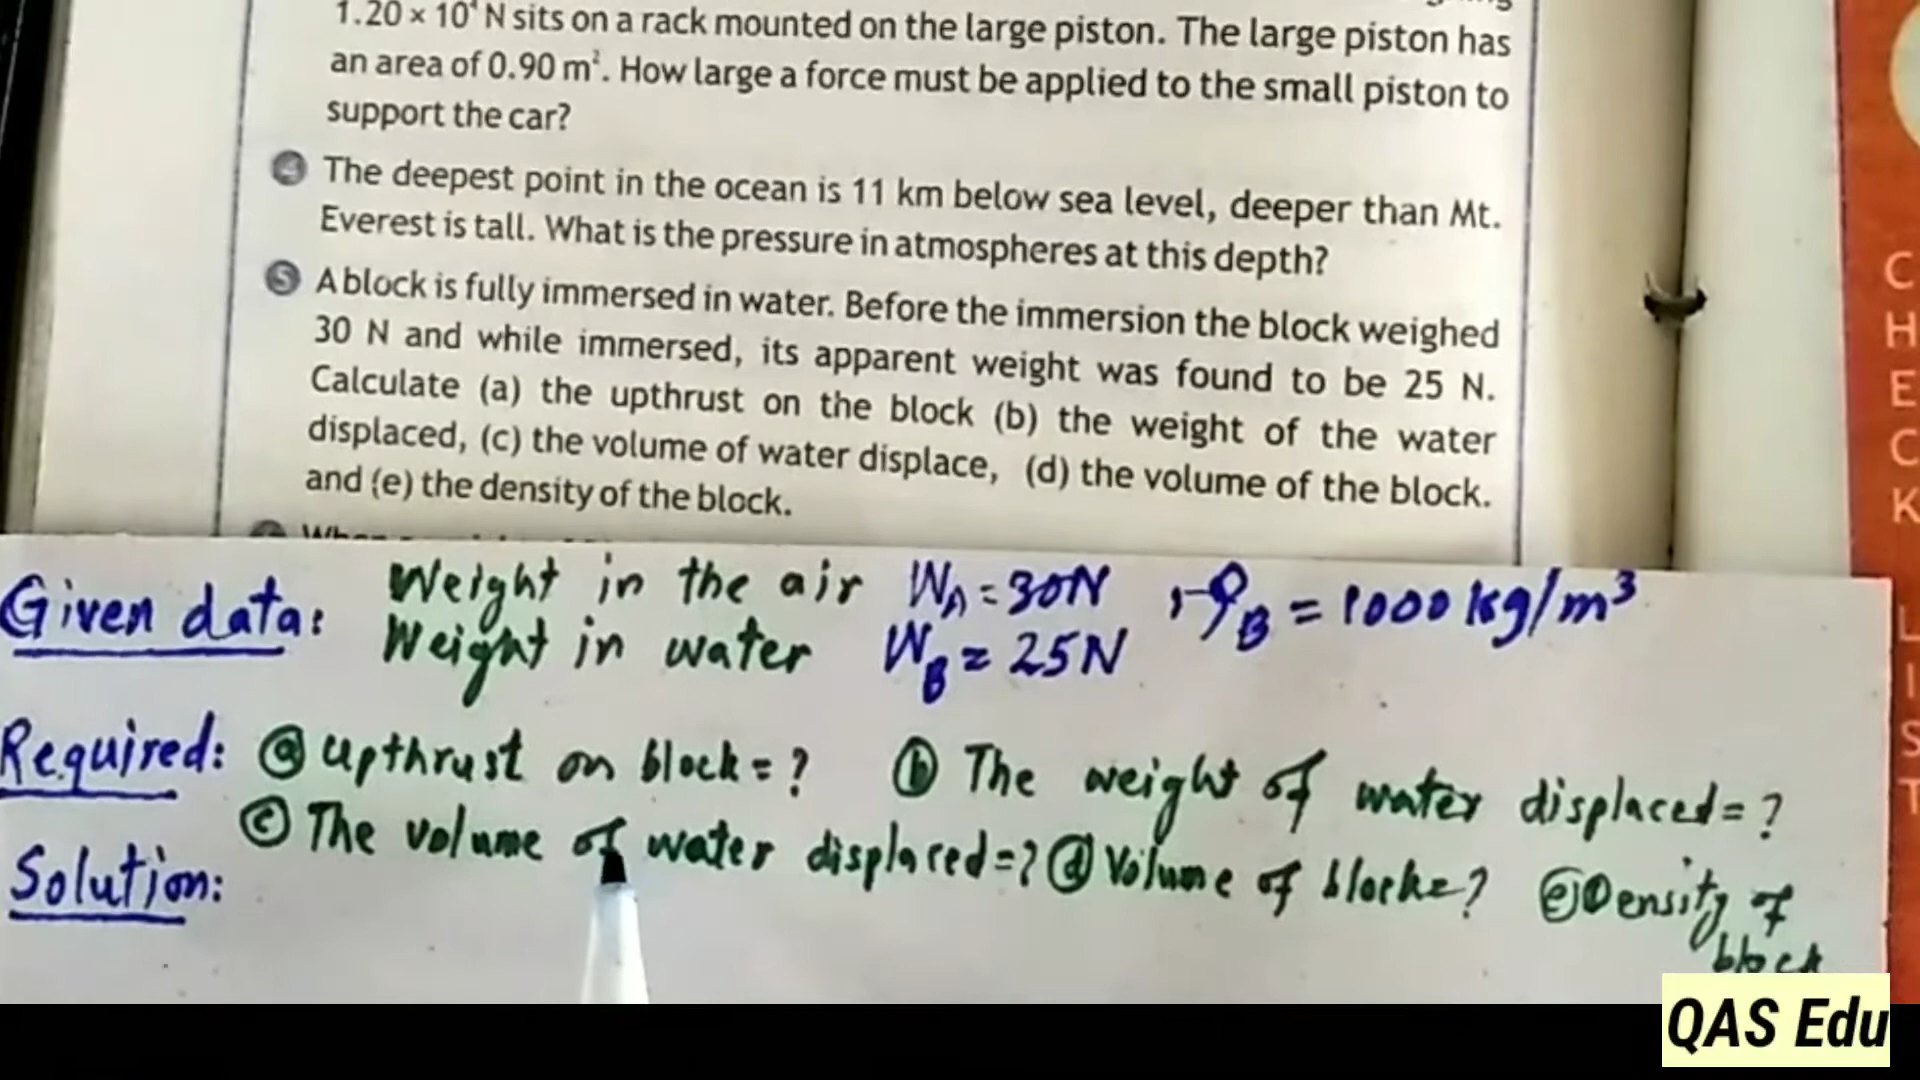 1.20 × 10⁴ N sits on a rack mounted on the large piston. The large piston has
an area of 0.90 m². How large a force must be applied to the small piston to
support the car?
4 The deepest point in the ocean is 11 km below sea level, deeper than Mt.
Everest is tall. What is the pressure in atmospheres at this depth?
5 A block is fully immersed in water. Before the immersion the block weighed
30 N and while immersed, its apparent weight was found to be 25 N.
Calculate (a) the upthrust on the block (b) the weight of the water
displaced, (c) the volume of water displace, (d) the volume of the block.
and (e) the density of the block.
Given data: Weight in the air W_A = 30N , ρ_B = 1000 kg/m³
Weight in water W_B = 25N
Required: ⓐ Upthrust on block = ? ⓑ The weight of water displaced = ?
ⓒ The volume of water displaced = ? ⓓ Volume of block = ? ⓔ Density of
block
Solution:
CHECK LIST
QAS Edu